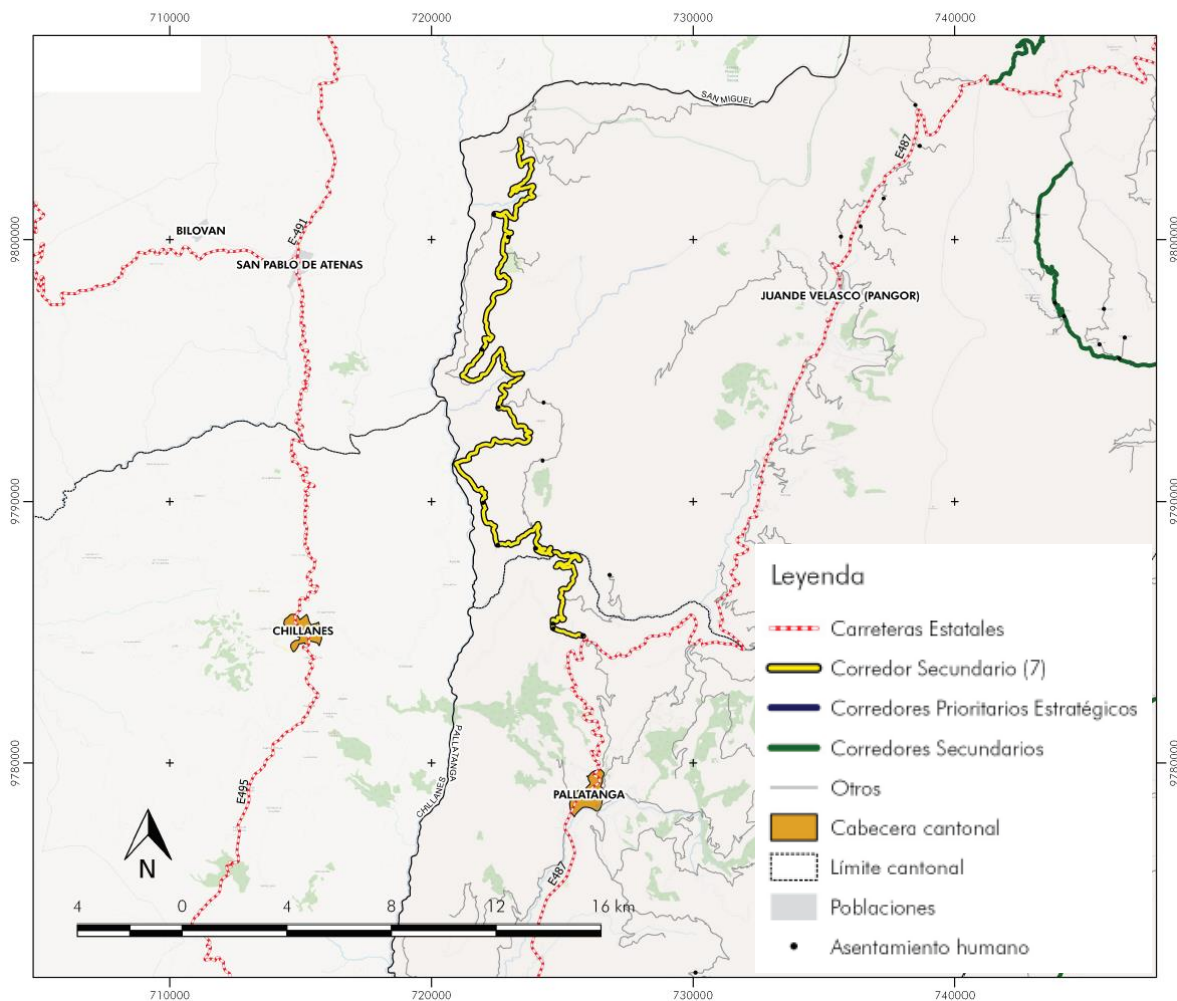 710000
720000
730000
740000
SAN MIGUEL
E487
9800000
9800000
BILOVAN
E-491
SAN PABLO DE ATENAS
JUANDE VELASCO (PANGOR)
9790000
9790000
Leyenda
Carreteras Estatales
Corredor Secundario (7)
Corredores Prioritarios Estratégicos
Corredores Secundarios
Otros
Cabecera cantonal
Límite cantonal
Poblaciones
Asentamiento humano
CHILLANES
PALLATANGA
CHILLANES
9780000
9780000
E495
PALLATANGA
E487
N
4 0 4 8 12 16 km
710000
720000
730000
740000